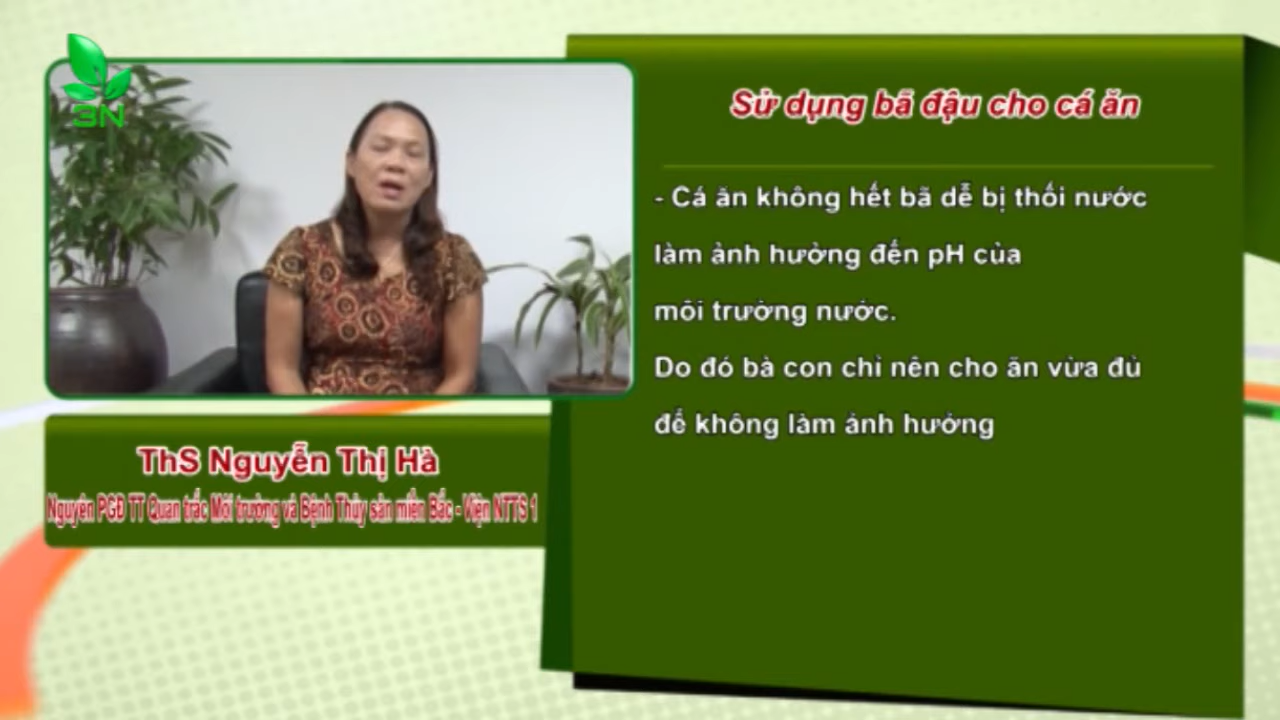 3N
Sử dụng bã đậu cho cá ăn
- Cá ăn không hết bã dễ bị thối nước
làm ảnh hưởng đến pH của
môi trường nước.
Do đó bà con chỉ nên cho ăn vừa đủ
để không làm ảnh hưởng
ThS Nguyễn Thị Hà
Nguyên PGĐ TT Quan trắc Môi trường và Bệnh Thủy sản miền Bắc - Viện NTTS 1